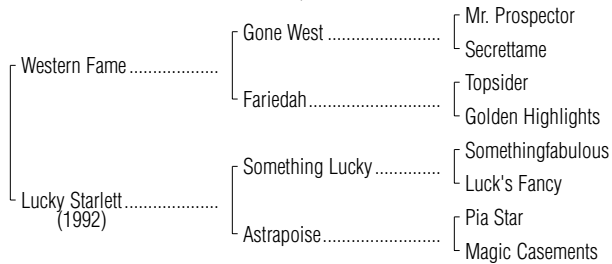 Mr. Prospector
Gone West
Secrettame
Western Fame
Topsider
Fariedah
Golden Highlights
Somethingfabulous
Something Lucky
Luck's Fancy
Lucky Starlett
(1992)
Pia Star
Astrapoise
Magic Casements